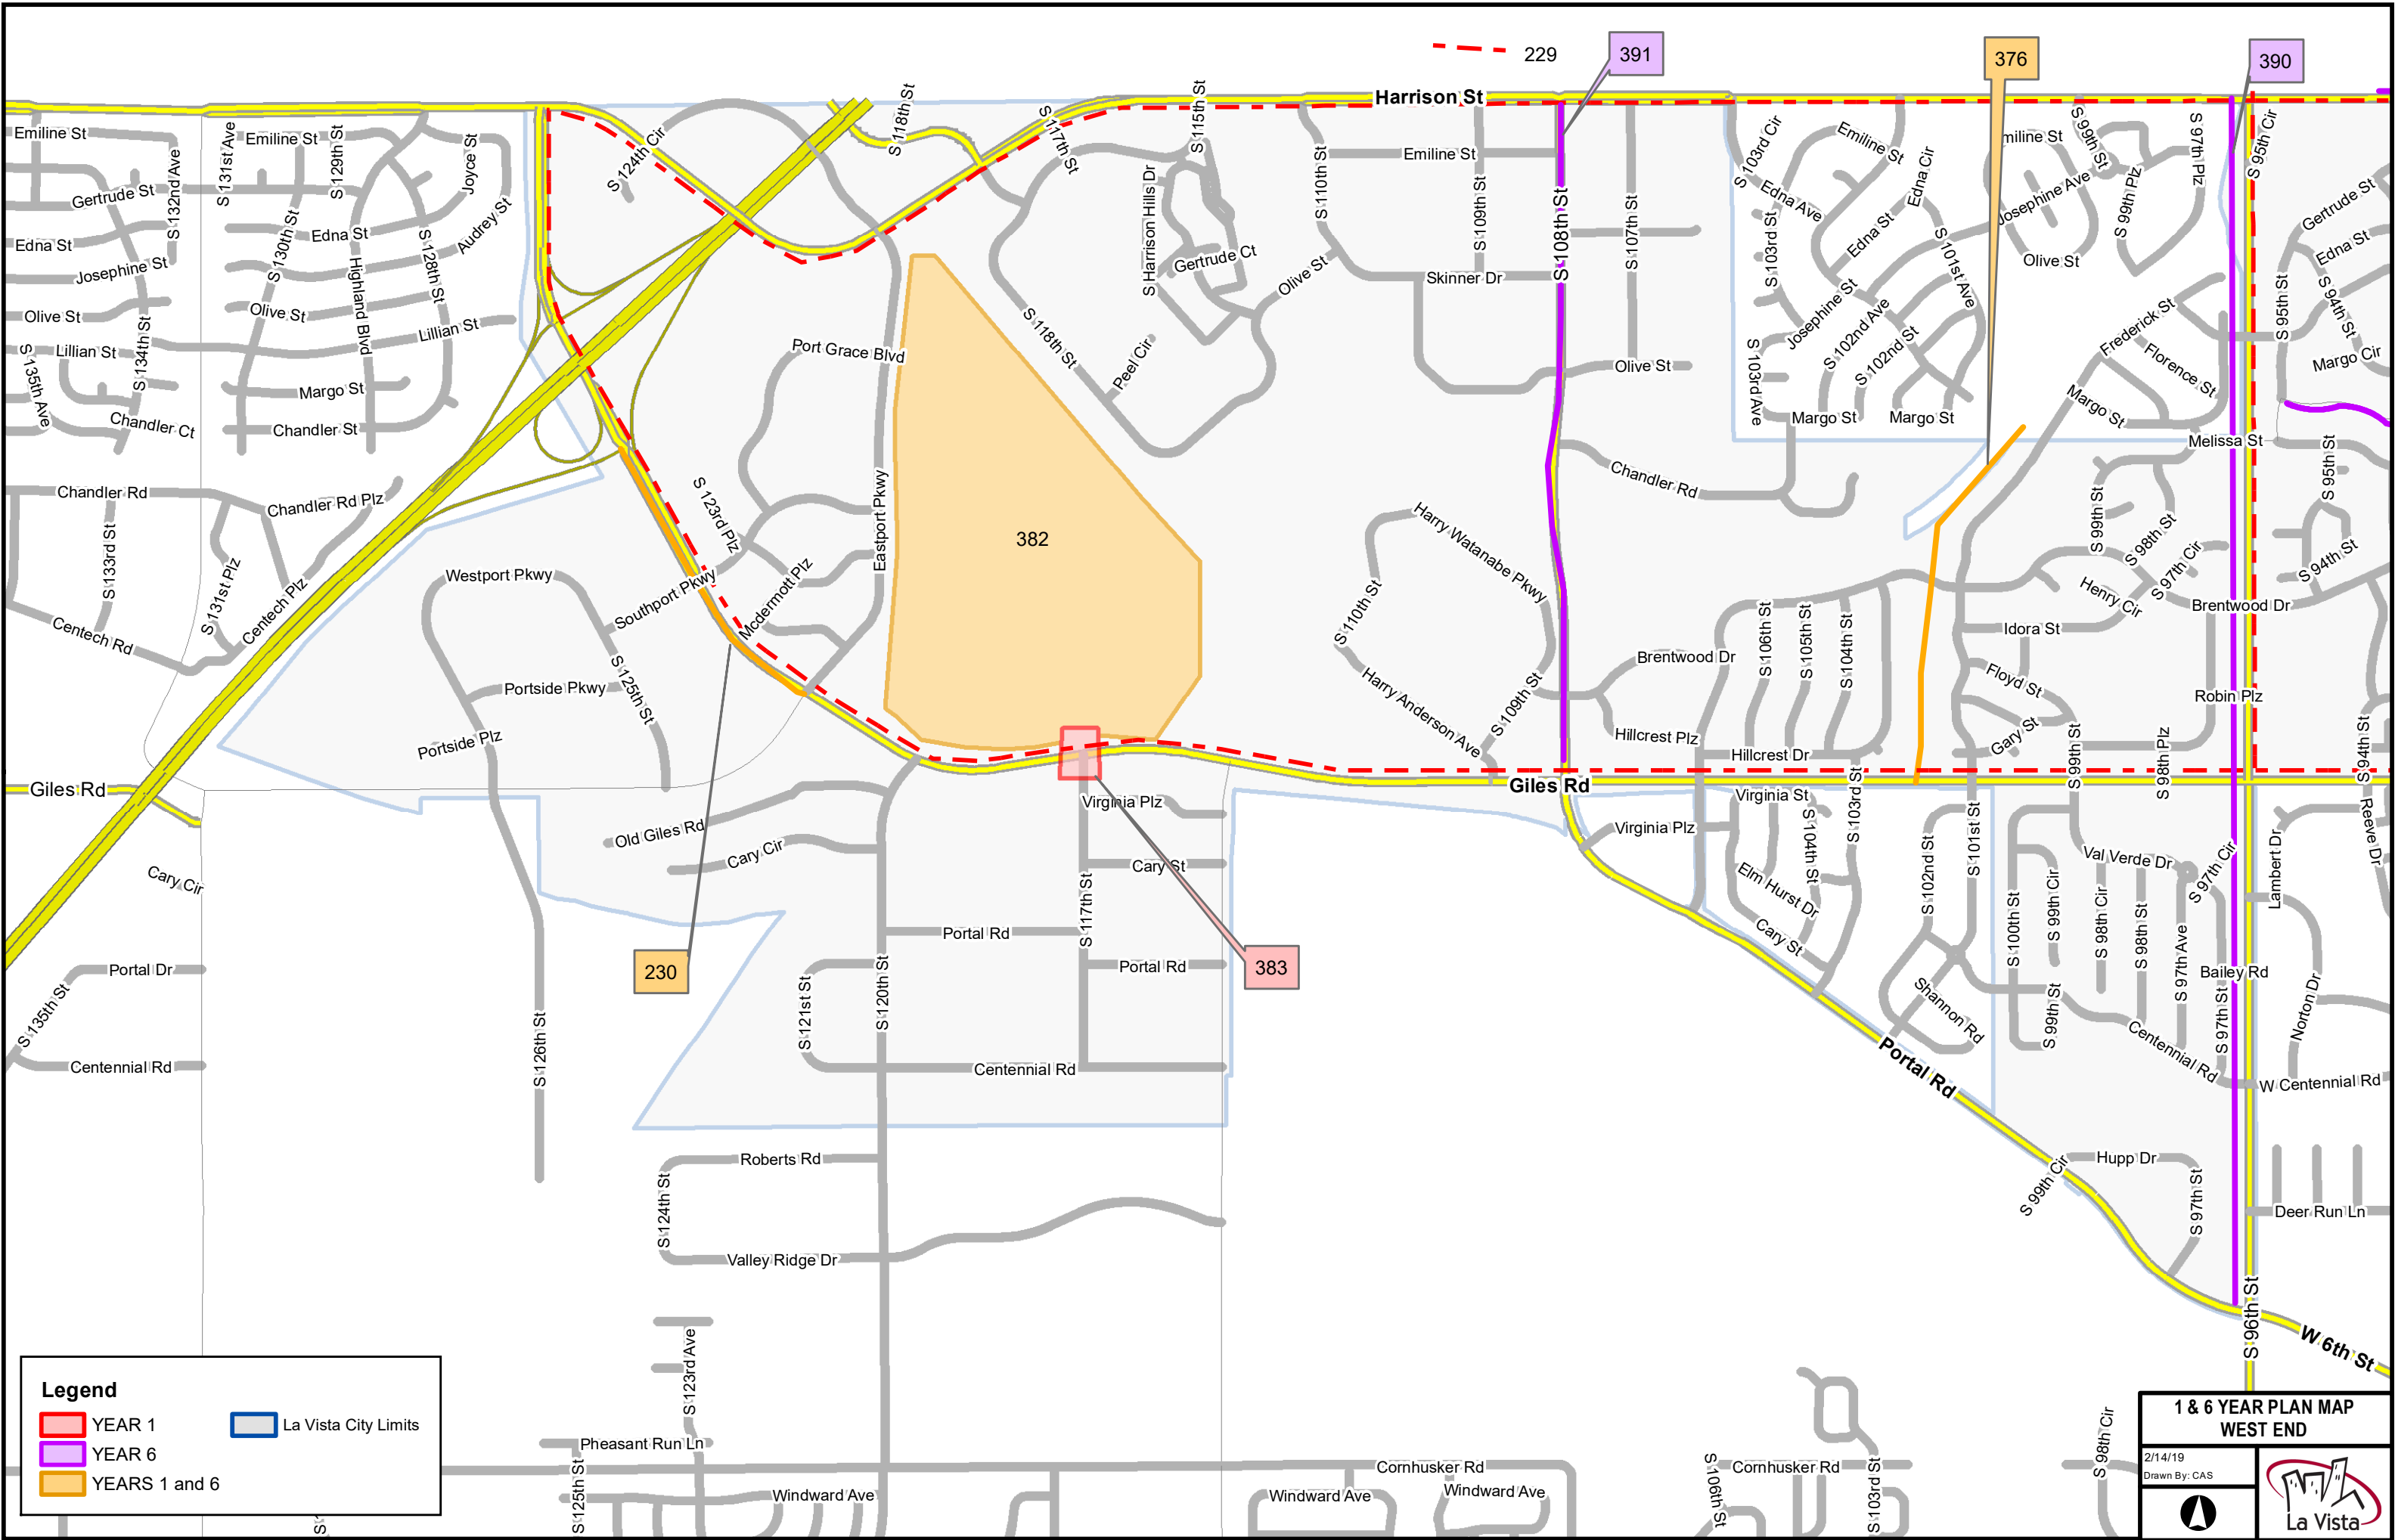 229
391
376
390
Harrison St
Emiline St
S 132nd Ave
S 131st Ave
Emiline St
S 129th St
Joyce St
S 124th Cir
S 118th St
S 117th St
S 115th St
S 110th St
Emiline St
S 109th St
S 108th St
S 107th St
S 103rd Cir
Emiline St
Edna Cir
miline St
S 99th St
S 97th Plz
S 95th Cir
Gertrude St
Edna St
Josephine St
Olive St
Lillian St
S 135th Ave
S 134th St
Chandler Ct
S 130th St
Edna St
Highland Blvd
S 128th St
Audrey St
Olive St
Lillian St
Margo St
Chandler St
S Harrison Hills Dr
Gertrude Ct
Olive St
Skinner Dr
S 118th St
Peel Cir
Port Grace Blvd
Olive St
Edna Ave
S 103rd St
Edna St
Josephine St
S 101st Ave
S 102nd Ave
S 102nd St
S 103rd Ave
Margo St
Margo St
Josephine Ave
S 99th Plz
Olive St
Frederick St
Florence St
Margo St
Melissa St
Gertrude St
Edna St
S 95th St
S 94th St
Margo Cir
S 95th St
Chandler Rd
Chandler Rd Plz
S 133rd St
S 131st Plz
Centech Plz
Centech Rd
S 123rd Plz
Eastport Pkwy
382
Mcdermott Plz
Westport Pkwy
Southport Pkwy
S 125th St
Portside Pkwy
Portside Plz
Harry Watanabe Pkwy
S 110th St
Harry Anderson Ave
S 109th St
Chandler Rd
Brentwood Dr
S 106th St
S 105th St
S 104th St
Hillcrest Plz
Hillcrest Dr
S 99th St
S 98th St
S 97th Cir
Henry Cir
Brentwood Dr
S 94th St
Idora St
Floyd St
Gary St
Robin Plz
S 99th St
S 98th Plz
S 94th St
Giles Rd
Giles Rd
Virginia Plz
Old Giles Rd
Cary Cir
Cary St
S 117th St
Portal Rd
Portal Rd
S 120th St
S 121st St
Centennial Rd
230
383
Cary Cir
Portal Dr
S 135th St
Centennial Rd
S 126th St
Virginia Plz
Virginia St
S 104th St
S 103rd St
Elm Hurst Dr
Cary St
S 102nd St
S 101st St
Shannon Rd
Portal Rd
S 100th St
S 99th Cir
S 99th St
Val Verde Dr
S 98th Cir
S 98th St
S 97th Ave
S 97th St
S 97th Cir
Bailey Rd
Centennial Rd
Lambert Dr
Reeve Dr
Norton Dr
W Centennial Rd
S 99th Cir
Hupp Dr
S 97th St
Deer Run Ln
S 96th St
W 6th St
Roberts Rd
S 124th St
Valley Ridge Dr
S 123rd Ave
Pheasant Run Ln
S 125th St
Windward Ave
Cornhusker Rd
Windward Ave
Windward Ave
S 106th St
Cornhusker Rd
S 103rd St
S 98th Cir
Legend
YEAR 1
La Vista City Limits
YEAR 6
YEARS 1 and 6
1 & 6 YEAR PLAN MAP
WEST END
2/14/19
Drawn By: CAS
La Vista